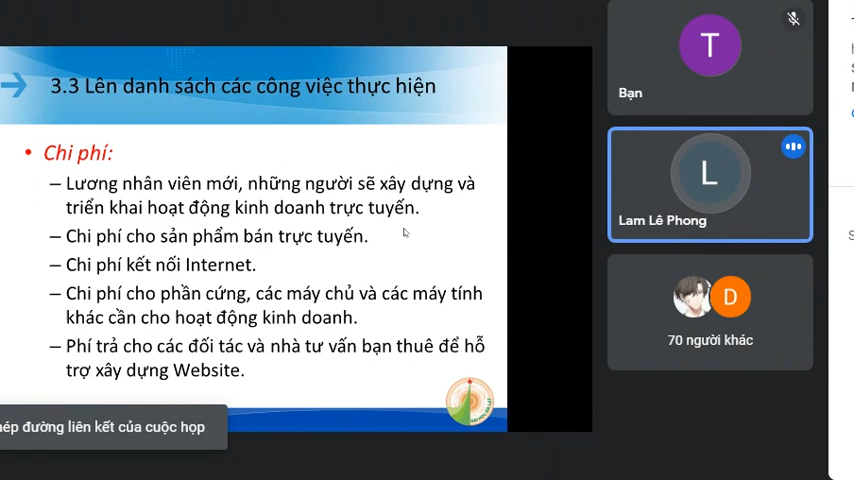 3.3 Lên danh sách các công việc thực hiện
• Chi phí:
– Lương nhân viên mới, những người sẽ xây dựng và
triển khai hoạt động kinh doanh trực tuyến.
– Chi phí cho sản phẩm bán trực tuyến.
– Chi phí kết nối Internet.
– Chi phí cho phần cứng, các máy chủ và các máy tính
khác cần cho hoạt động kinh doanh.
– Phí trả cho các đối tác và nhà tư vấn bạn thuê để hỗ
trợ xây dựng Website.
đường liên kết của cuộc họp
T
Bạn
L
Lam Lê Phong
D
70 người khác